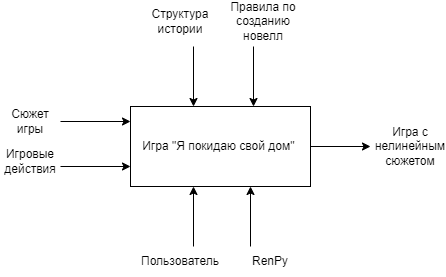 Структура
истории
Правила по
созданию
новелл
Сюжет
игры
Игровые
действия
Игра "Я покидаю свой дом"
Игра с
нелинейным
сюжетом
Пользователь
RenPy